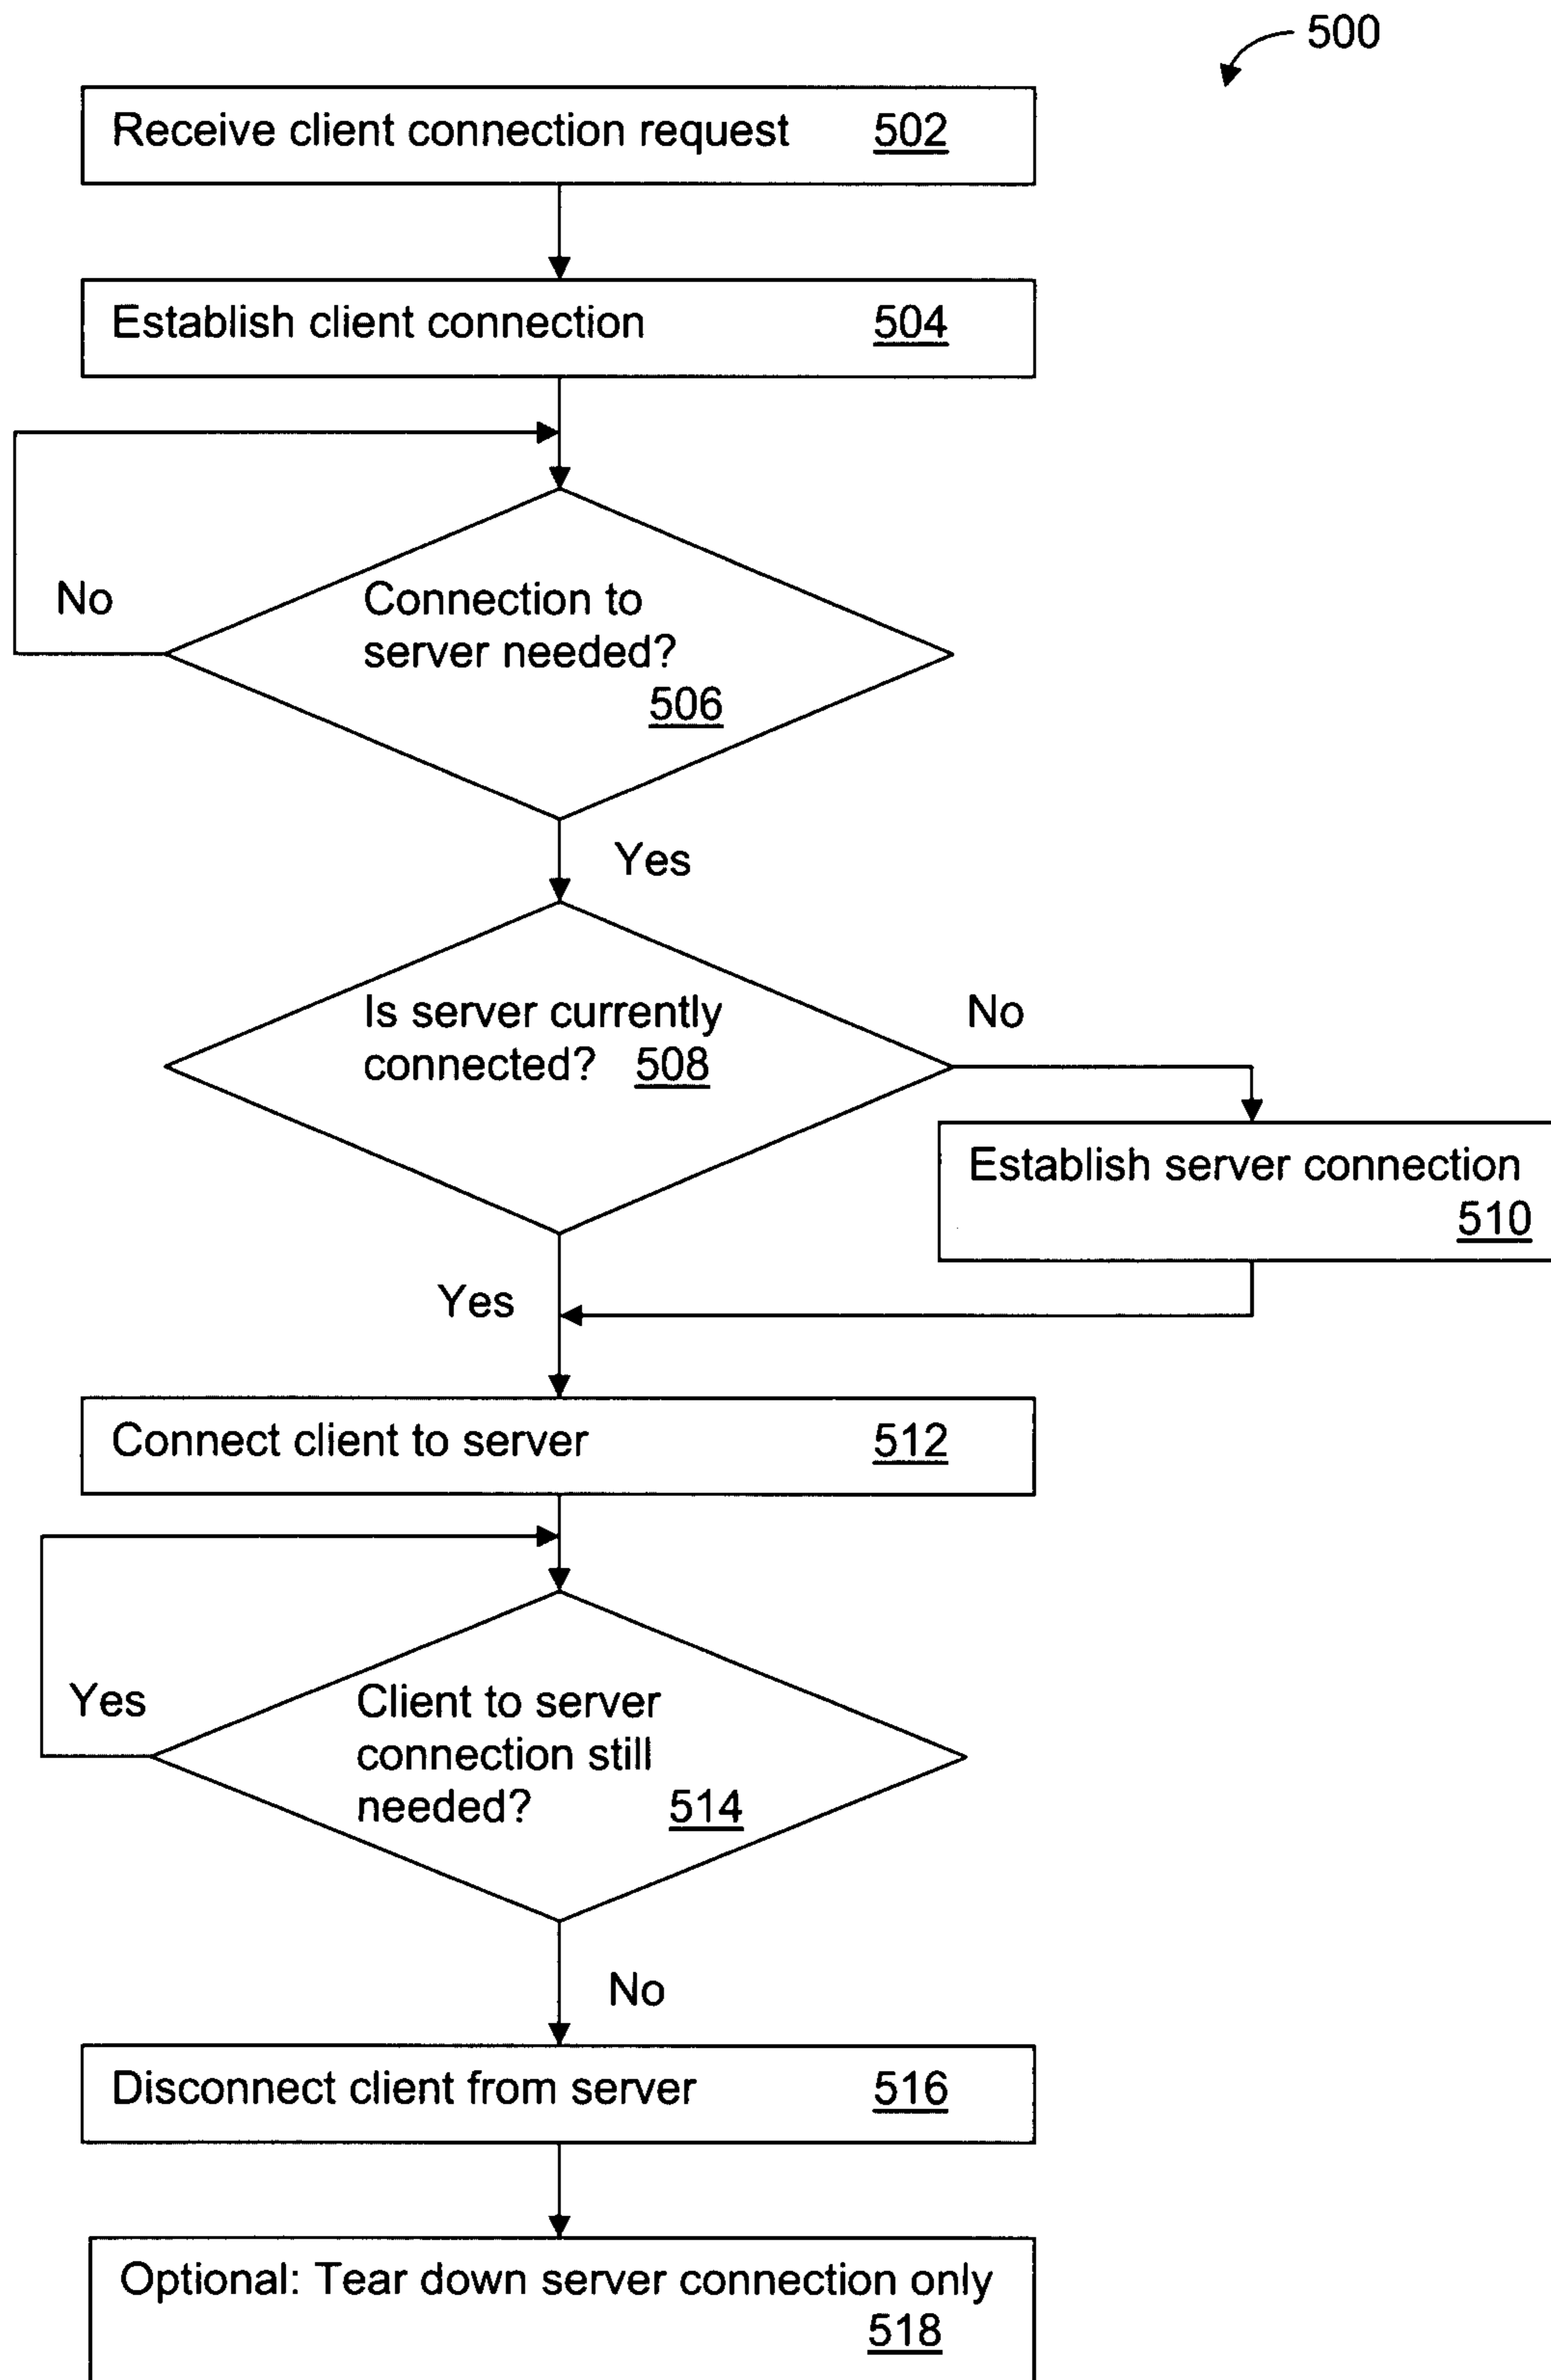 500
Receive client connection request 502
Establish client connection 504
No
Connection to
server needed?
506
Yes
Is server currently
connected? 508
No
Establish server connection
510
Yes
Connect client to server 512
Yes
Client to server
connection still
needed? 514
No
Disconnect client from server 516
Optional: Tear down server connection only
518